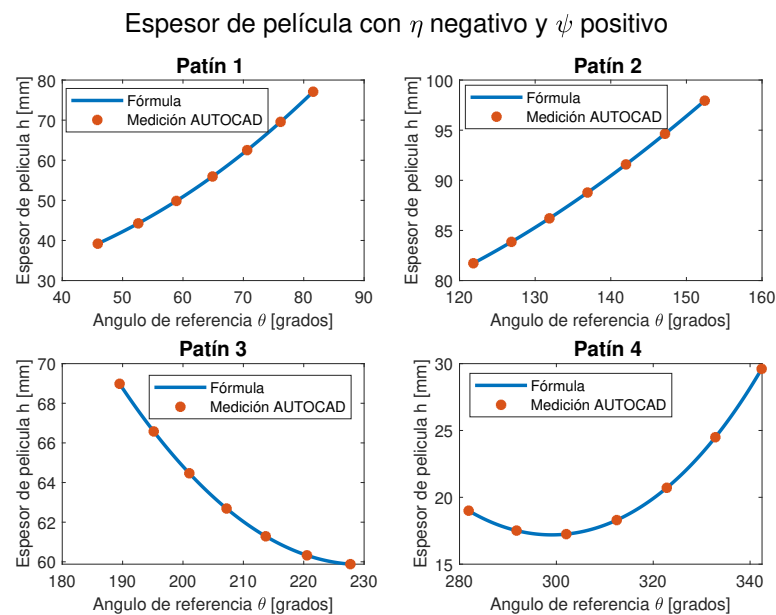 Espesor de película con η negativo y ψ positivo
Patín 1
Espesor de pelicula h [mm]
80
70
60
50
40
30
Fórmula
Medición AUTOCAD
40 50 60 70 80 90
Angulo de referencia θ [grados]
Patín 2
Espesor de pelicula h [mm]
100
95
90
85
80
Fórmula
Medición AUTOCAD
120 130 140 150 160
Angulo de referencia θ [grados]
Patín 3
Espesor de pelicula h [mm]
70
68
66
64
62
60
Fórmula
Medición AUTOCAD
180 190 200 210 220 230
Angulo de referencia θ [grados]
Patín 4
Espesor de pelicula h [mm]
30
25
20
15
Fórmula
Medición AUTOCAD
280 300 320 340
Angulo de referencia θ [grados]